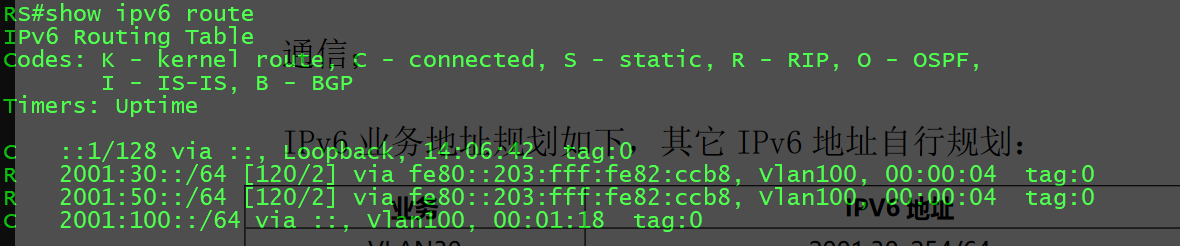 RS#show ipv6 route
IPv6 Routing Table
通信;
Codes: K - kernel route, C - connected, S - static, R - RIP, O - OSPF,
       I - IS-IS, B - BGP
Timers: Uptime
IPv6 业务地址规划如下，其它 IPv6 地址自行规划：
C    ::1/128 via ::, Loopback, 14:06:42  tag:0
R    2001:30::/64 [120/2] via fe80::203:fff:fe82:ccb8, Vlan100, 00:00:04  tag:0
R    2001:50::/64 [120/2] via fe80::203:fff:fe82:ccb8, Vlan100, 00:00:04  tag:0
业务 IPV6 地址
C    2001:100::/64 via ::, Vlan100, 00:01:18  tag:0